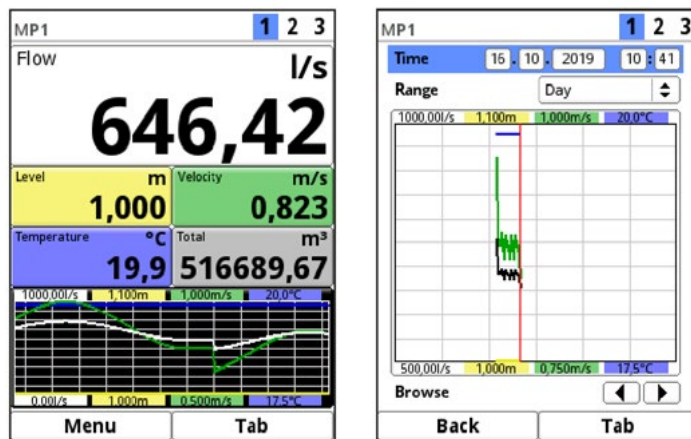 MP1 1 2 3
Flow l/s
646,42
Level m Velocity m/s
1,000 0,823
Temperature °C Total m³
19,9 516689,67
1000,00l/s 1,100m 1,000m/s 20,0°C
0,00l/s 1,000m 0,500m/s 17,5°C
Menu Tab
MP1 1 2 3
Time 16 . 10 . 2019 10 : 41
Range Day
1000,00l/s 1,100m 1,000m/s 20,0°C
500,00l/s 1,000m 0,750m/s 17,5°C
Browse
Back Tab